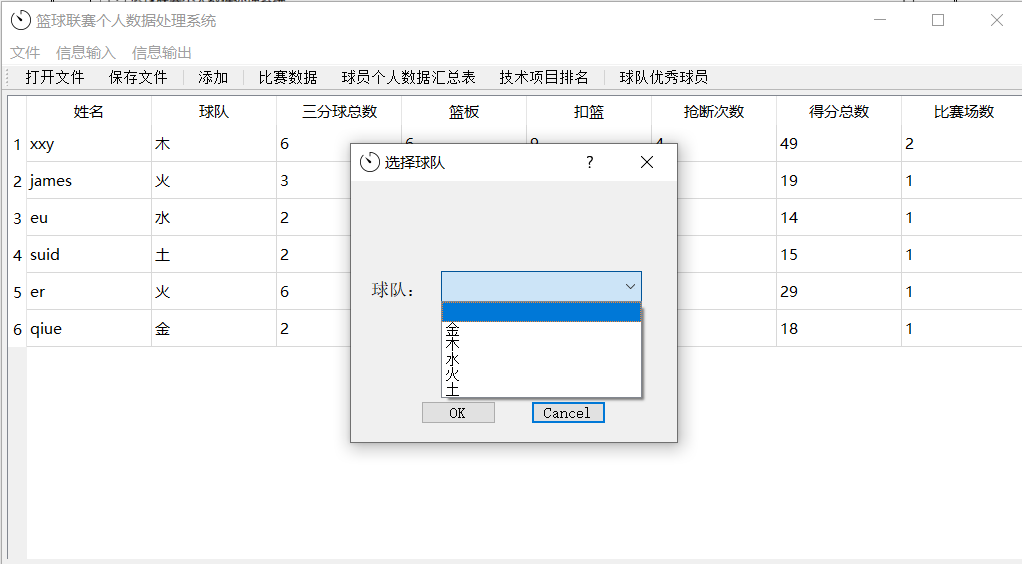 篮球联赛个人数据处理系统
文件 信息输入 信息输出
打开文件 保存文件 添加 比赛数据 球员个人数据汇总表 技术项目排名 球队优秀球员
姓名 球队 三分球总数 篮板 扣篮 抢断次数 得分总数 比赛场数
1 xxy 木 6 49 2
2 james 火 3 19 1
3 eu 水 2 14 1
4 suid 土 2 15 1
5 er 火 6 29 1
6 qiue 金 2 18 1
选择球队 ?
球队：
金
木
水
火
土
OK Cancel